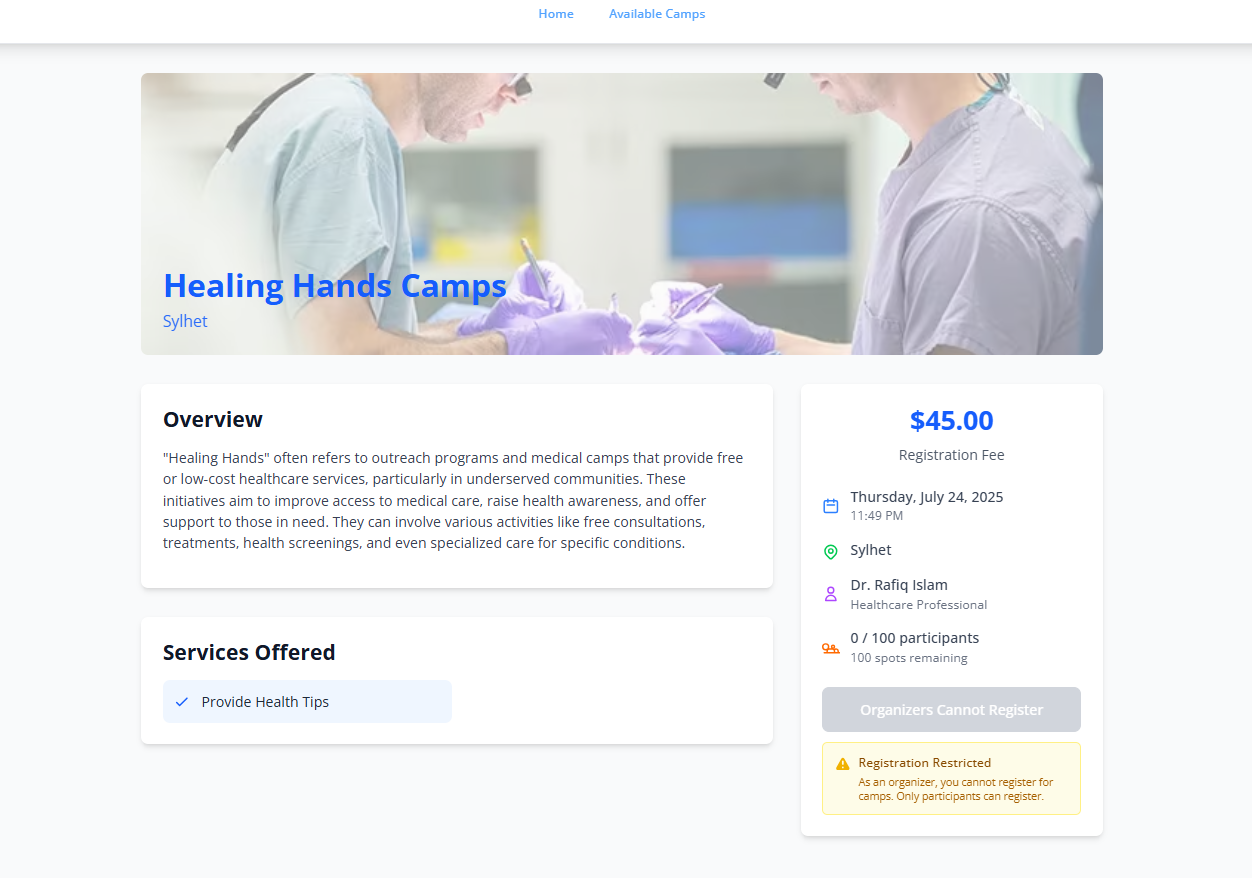 Home
Available Camps
Healing Hands Camps
Sylhet
Overview
"Healing Hands" often refers to outreach programs and medical camps that provide free
or low-cost healthcare services, particularly in underserved communities. These
initiatives aim to improve access to medical care, raise health awareness, and offer
support to those in need. They can involve various activities like free consultations,
treatments, health screenings, and even specialized care for specific conditions.
Services Offered
Provide Health Tips
$45.00
Registration Fee
Thursday, July 24, 2025
11:49 PM
Sylhet
Dr. Rafiq Islam
Healthcare Professional
0 / 100 participants
100 spots remaining
Organizers Cannot Register
Registration Restricted
As an organizer, you cannot register for
camps. Only participants can register.